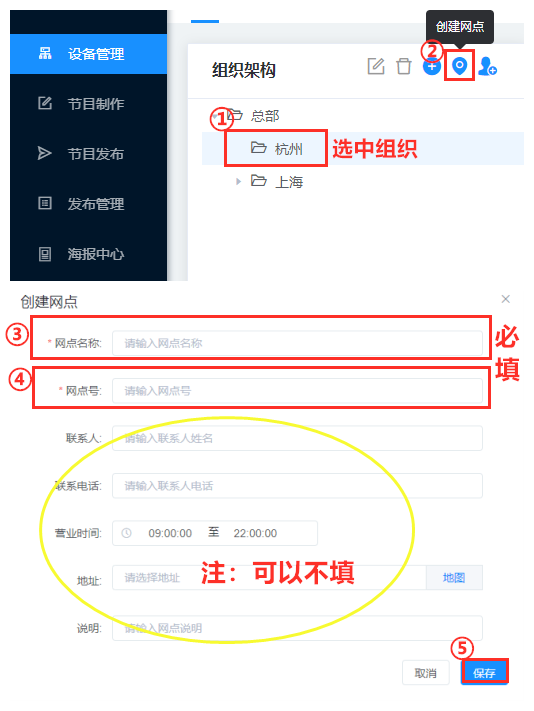 创建网点
设备管理
②
组织架构
节目制作
① 总部
杭州 选中组织
节目发布
上海
发布管理
海报中心
创建网点
③ * 网点名称: 请输入网点名称 必填
④ * 网点号: 请输入网点号
联系人: 请输入联系人姓名
联系电话: 请输入联系人电话
营业时间: 09:00:00 至 22:00:00
注：可以不填
地址: 请选择地址 地图
说明: 请输入网点说明
⑤
取消 保存